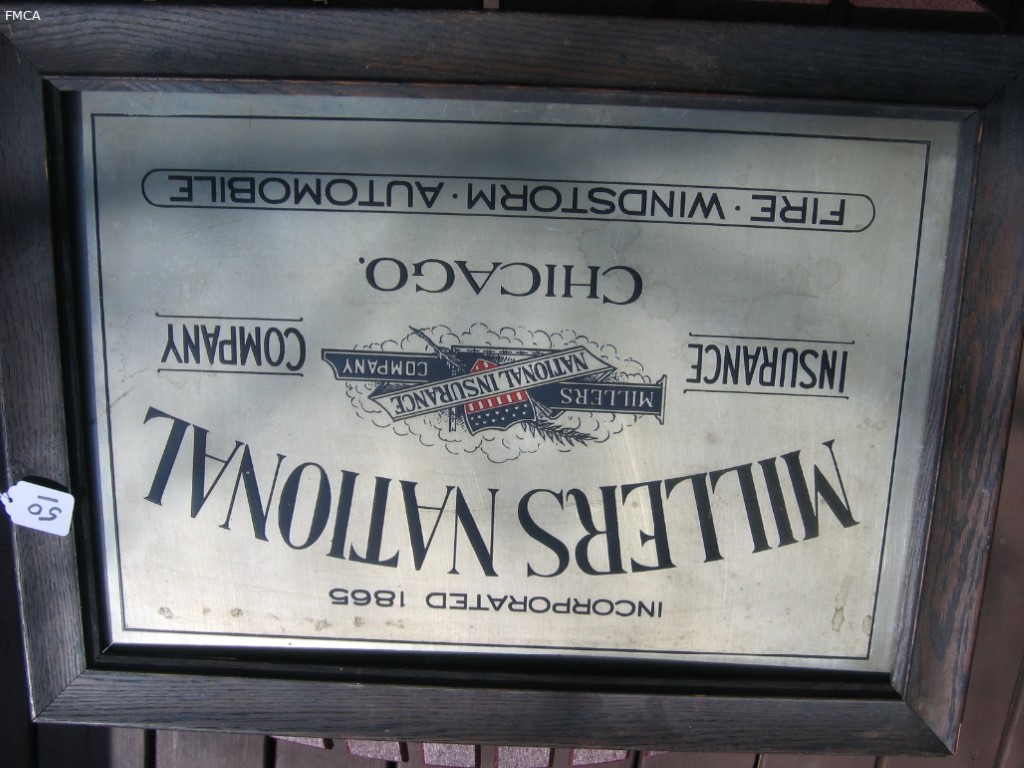 INCORPORATED 1865
MILLERS NATIONAL
INSURANCE
COMPANY
MILLERS
NATIONAL INSURANCE
COMPANY
CHICAGO.
FIRE · WINDSTORM · AUTOMOBILE
50
FMCA